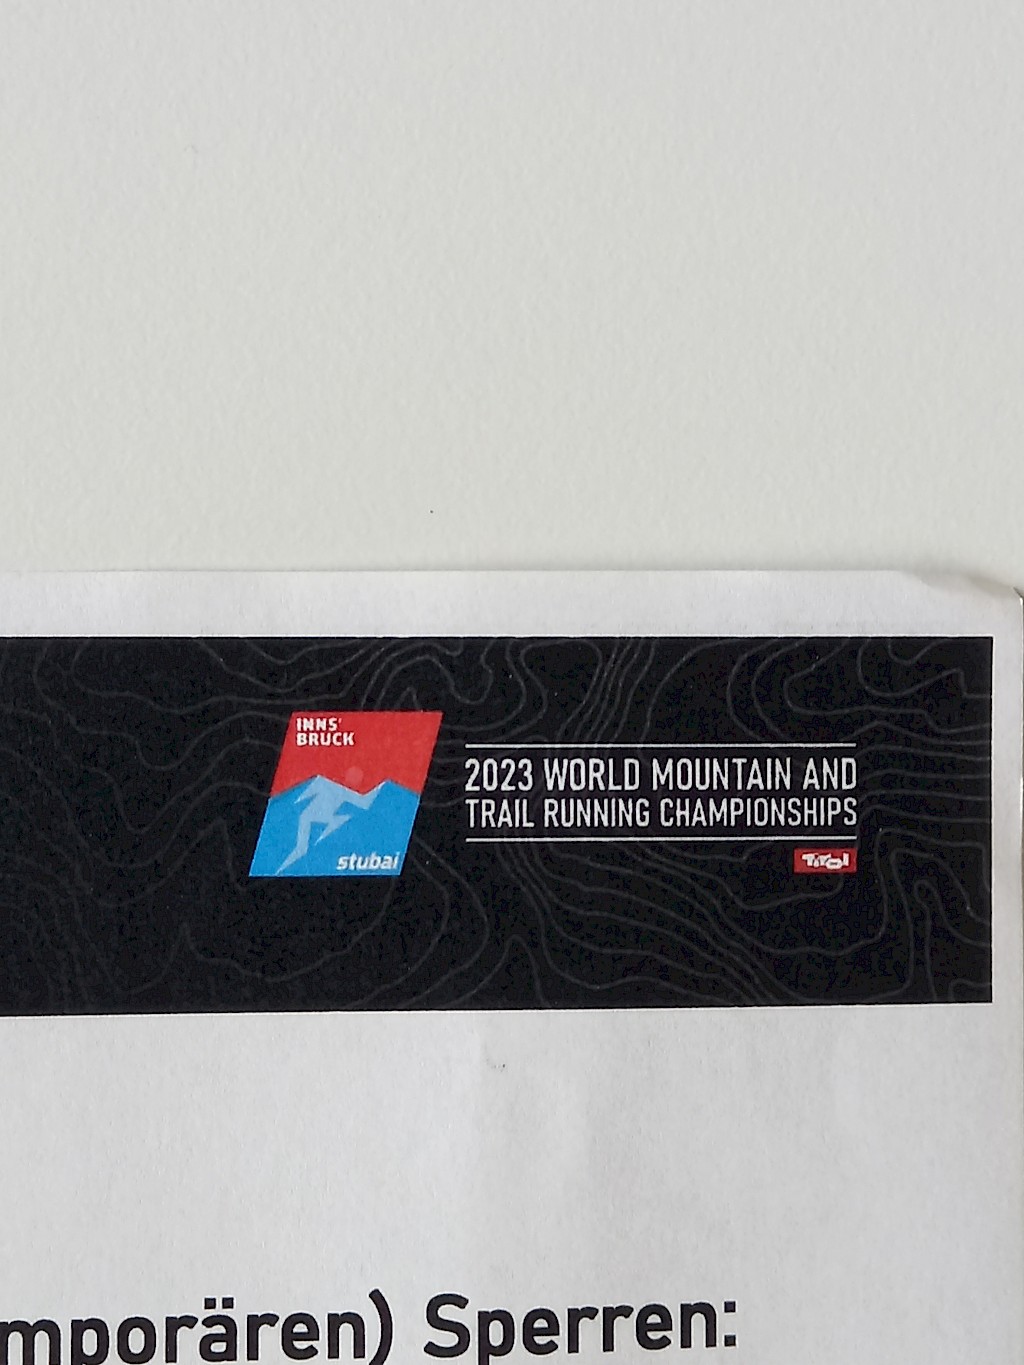 INNS'
BRUCK
stubai
2023 WORLD MOUNTAIN AND
TRAIL RUNNING CHAMPIONSHIPS
Tirol
mporären) Sperren: